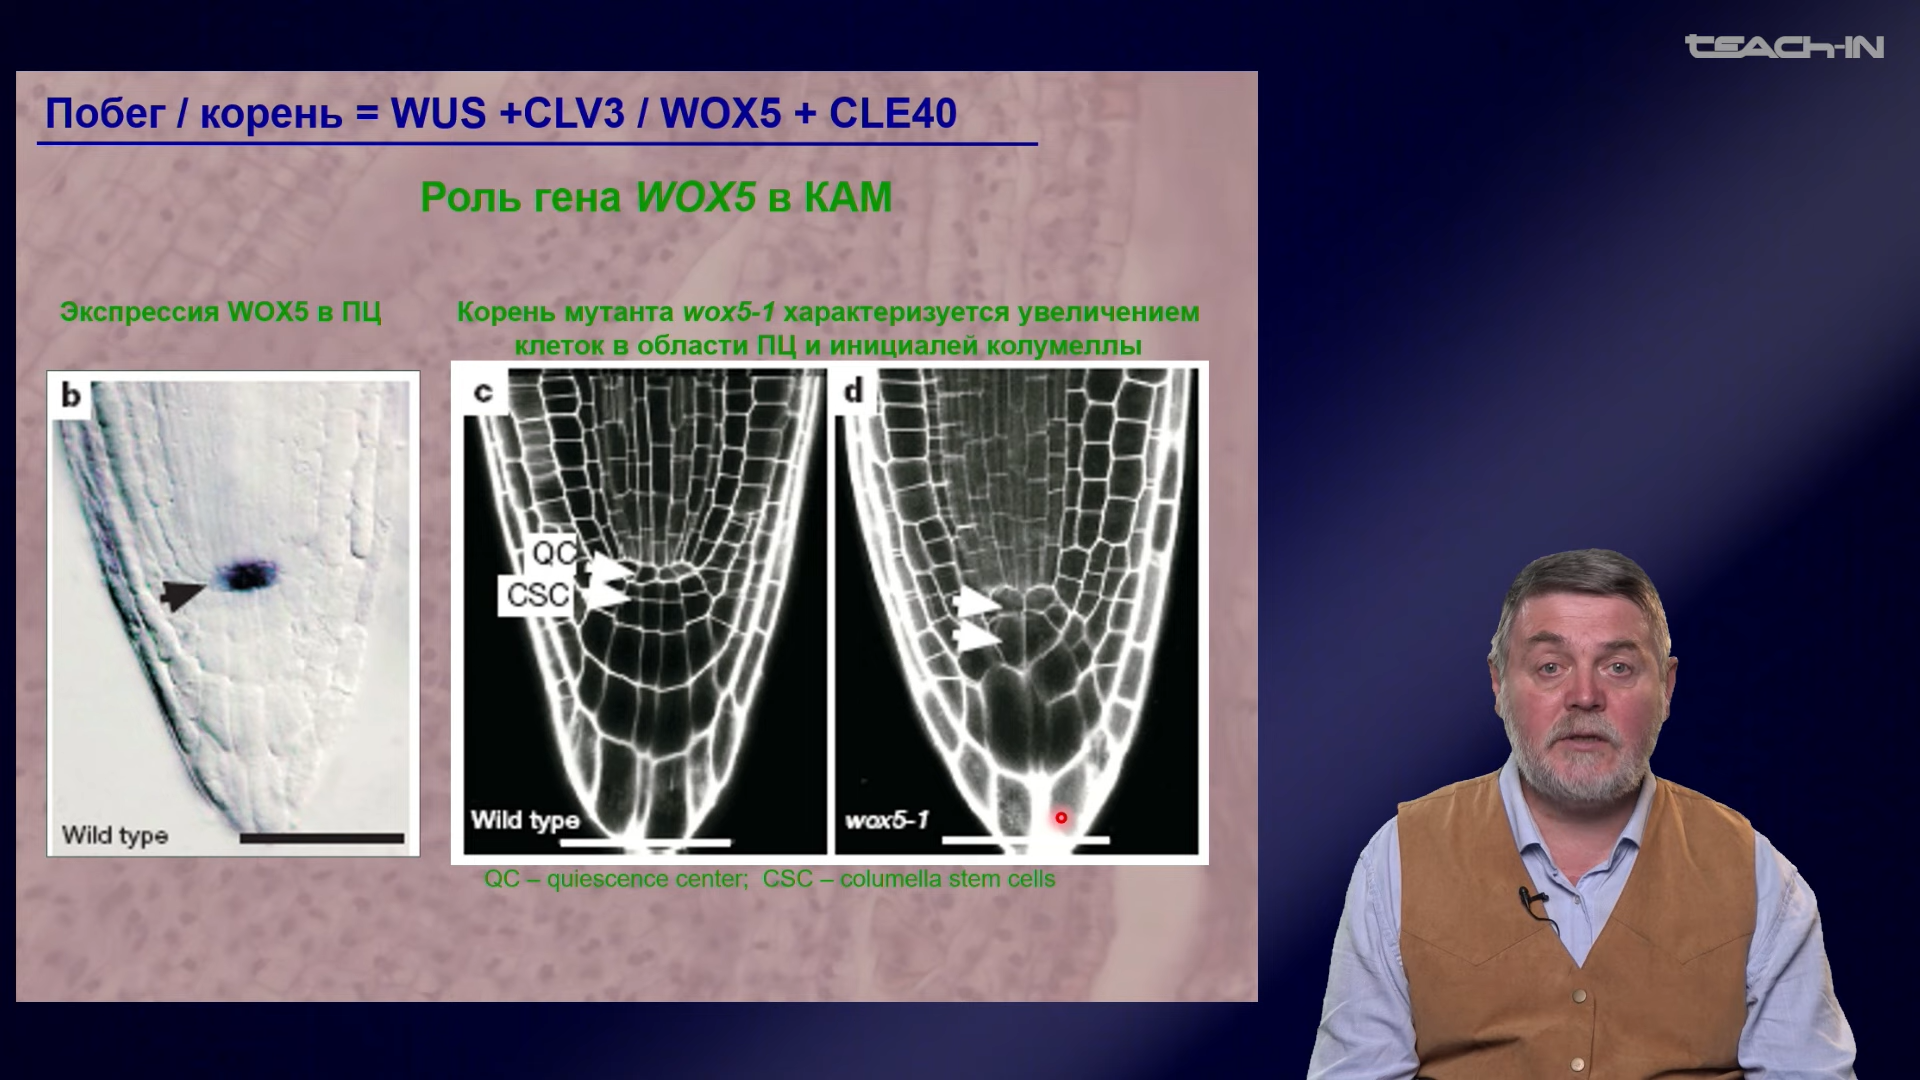 TEACH-IN
Побег / корень = WUS +CLV3 / WOX5 + CLE40
Роль гена WOX5 в КАМ
Экспрессия WOX5 в ПЦ
Корень мутанта wox5-1 характеризуется увеличением
клеток в области ПЦ и инициалей колумеллы
b
c
d
QC
CSC
Wild type
Wild type
wox5-1
QC – quiescence center; CSC – columella stem cells